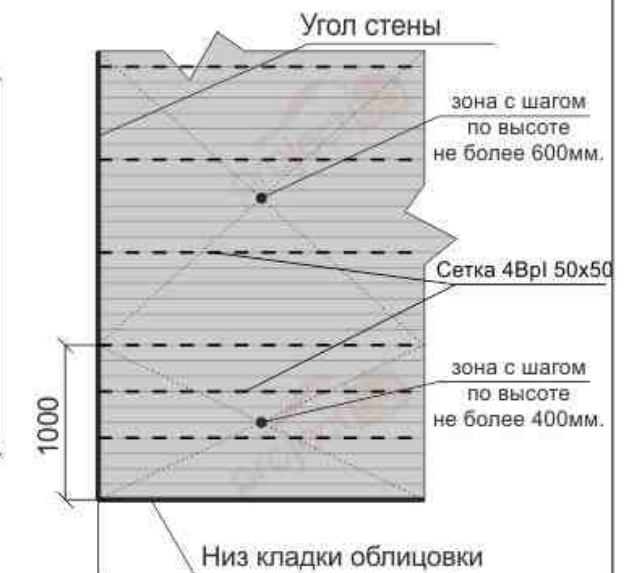 Угол стены
зона с шагом
по высоте
не более 600мм.
Сетка 4BpI 50x50
зона с шагом
по высоте
не более 400мм.
1000
Низ кладки облицовки